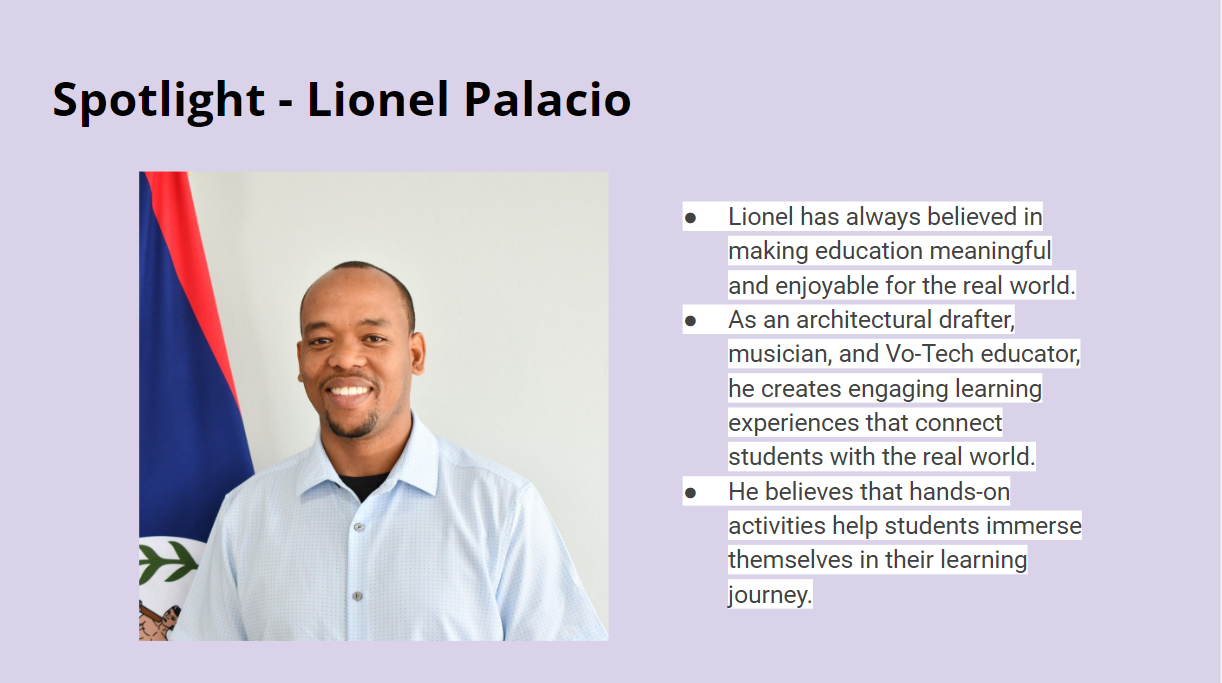 Spotlight - Lionel Palacio
● Lionel has always believed in
making education meaningful
and enjoyable for the real world.
● As an architectural drafter,
musician, and Vo-Tech educator,
he creates engaging learning
experiences that connect
students with the real world.
● He believes that hands-on
activities help students immerse
themselves in their learning
journey.